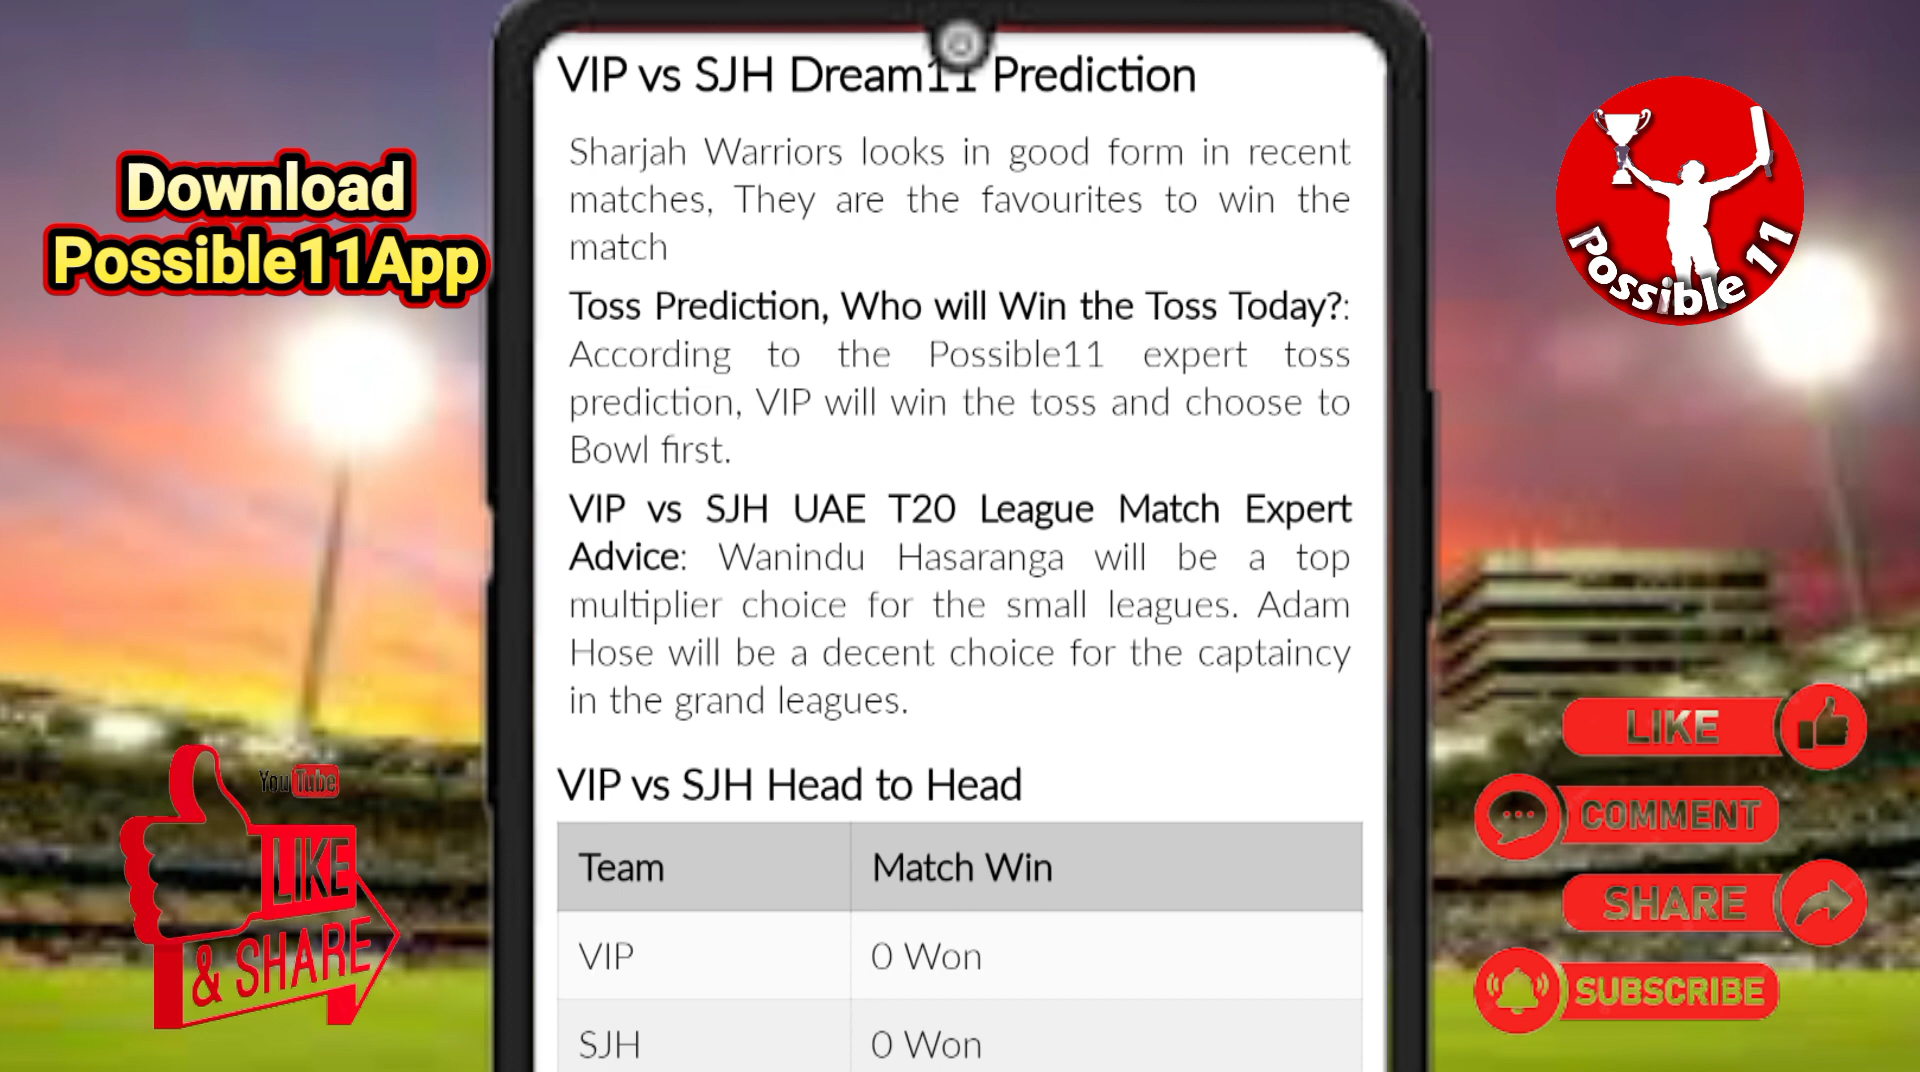 VIP vs SJH Dream11 Prediction
Sharjah Warriors looks in good form in recent
matches, They are the favourites to win the
match
Toss Prediction, Who will Win the Toss Today?:
According to the Possible11 expert toss
prediction, VIP will win the toss and choose to
Bowl first.
VIP vs SJH UAE T20 League Match Expert
Advice: Wanindu Hasaranga will be a top
multiplier choice for the small leagues. Adam
Hose will be a decent choice for the captaincy
in the grand leagues.
VIP vs SJH Head to Head
Team Match Win
VIP 0 Won
SJH 0 Won
Download
Possible11App
YouTube
LIKE
& SHARE
Possible 11
LIKE
COMMENT
SHARE
SUBSCRIBE